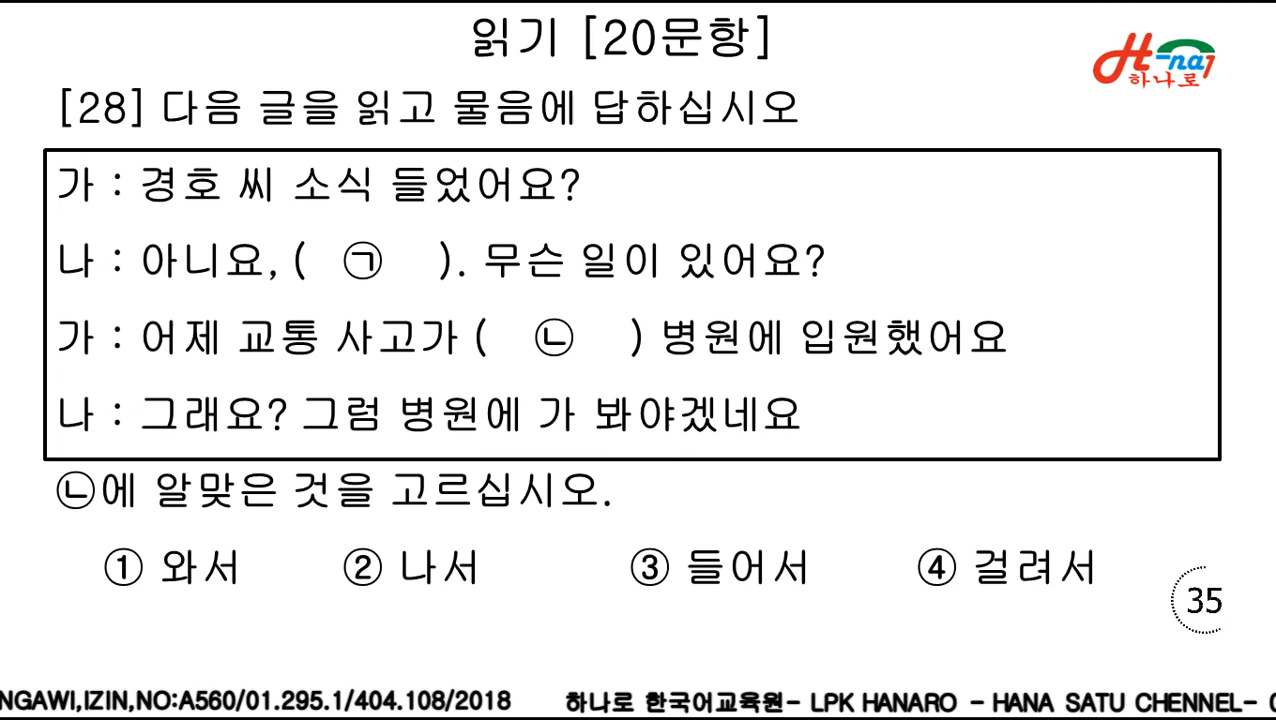 읽기 [20문항]
H-na1
하나로
[28] 다음 글을 읽고 물음에 답하십시오
가 : 경호 씨 소식 들었어요?
나 : 아니요, ( ㉠ ). 무슨 일이 있어요?
가 : 어제 교통 사고가 ( ㉡ ) 병원에 입원했어요
나 : 그래요? 그럼 병원에 가 봐야겠네요
㉡에 알맞은 것을 고르십시오.
① 와서 ② 나서 ③ 들어서 ④ 걸려서
35
NGAWI,IZIN,NO:A560/01.295.1/404.108/2018 하나로 한국어교육원- LPK HANARO - HANA SATU CHENNEL-